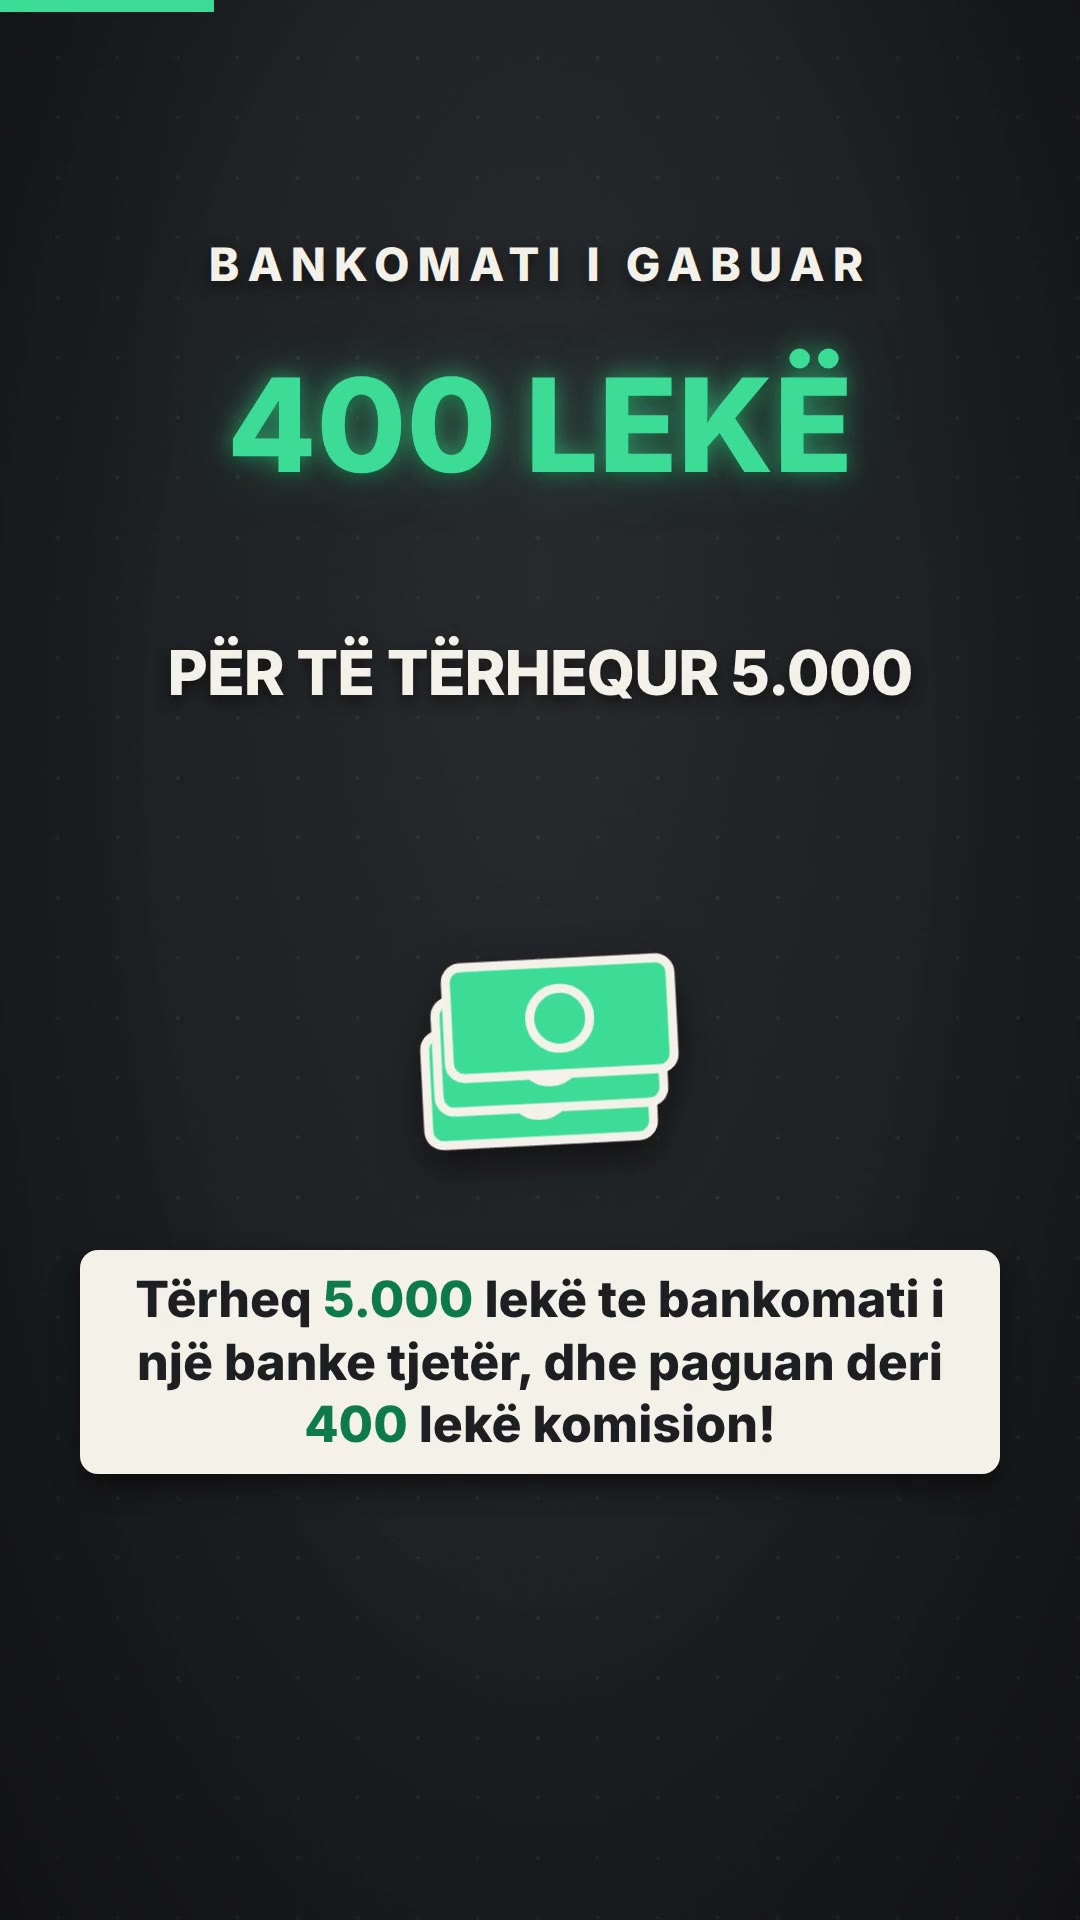 BANKOMATI I GABUAR
400 LEKË
PËR TË TËRHEQUR 5.000
Tërheq 5.000 lekë te bankomati i
një banke tjetër, dhe paguan deri
400 lekë komision!